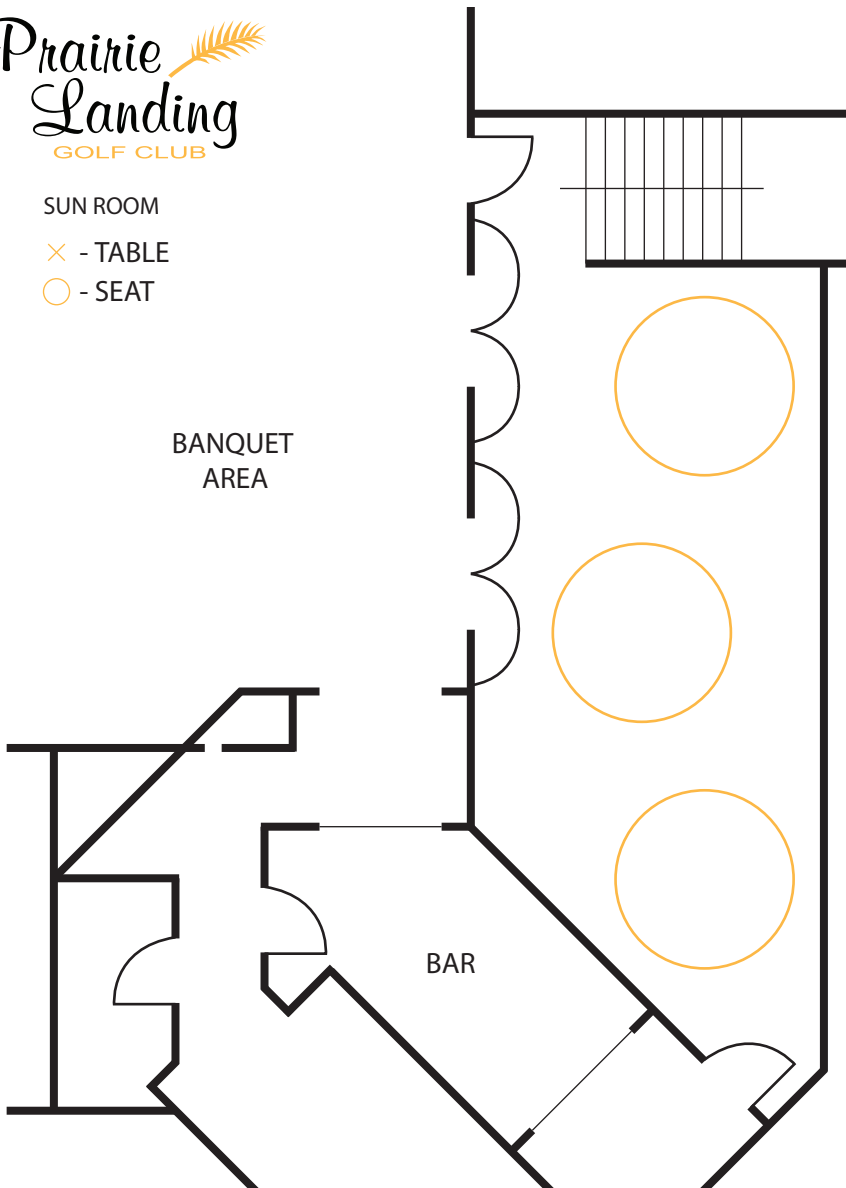 Prairie
Landing
GOLF CLUB
SUN ROOM
- TABLE
- SEAT
BANQUET
AREA
BAR